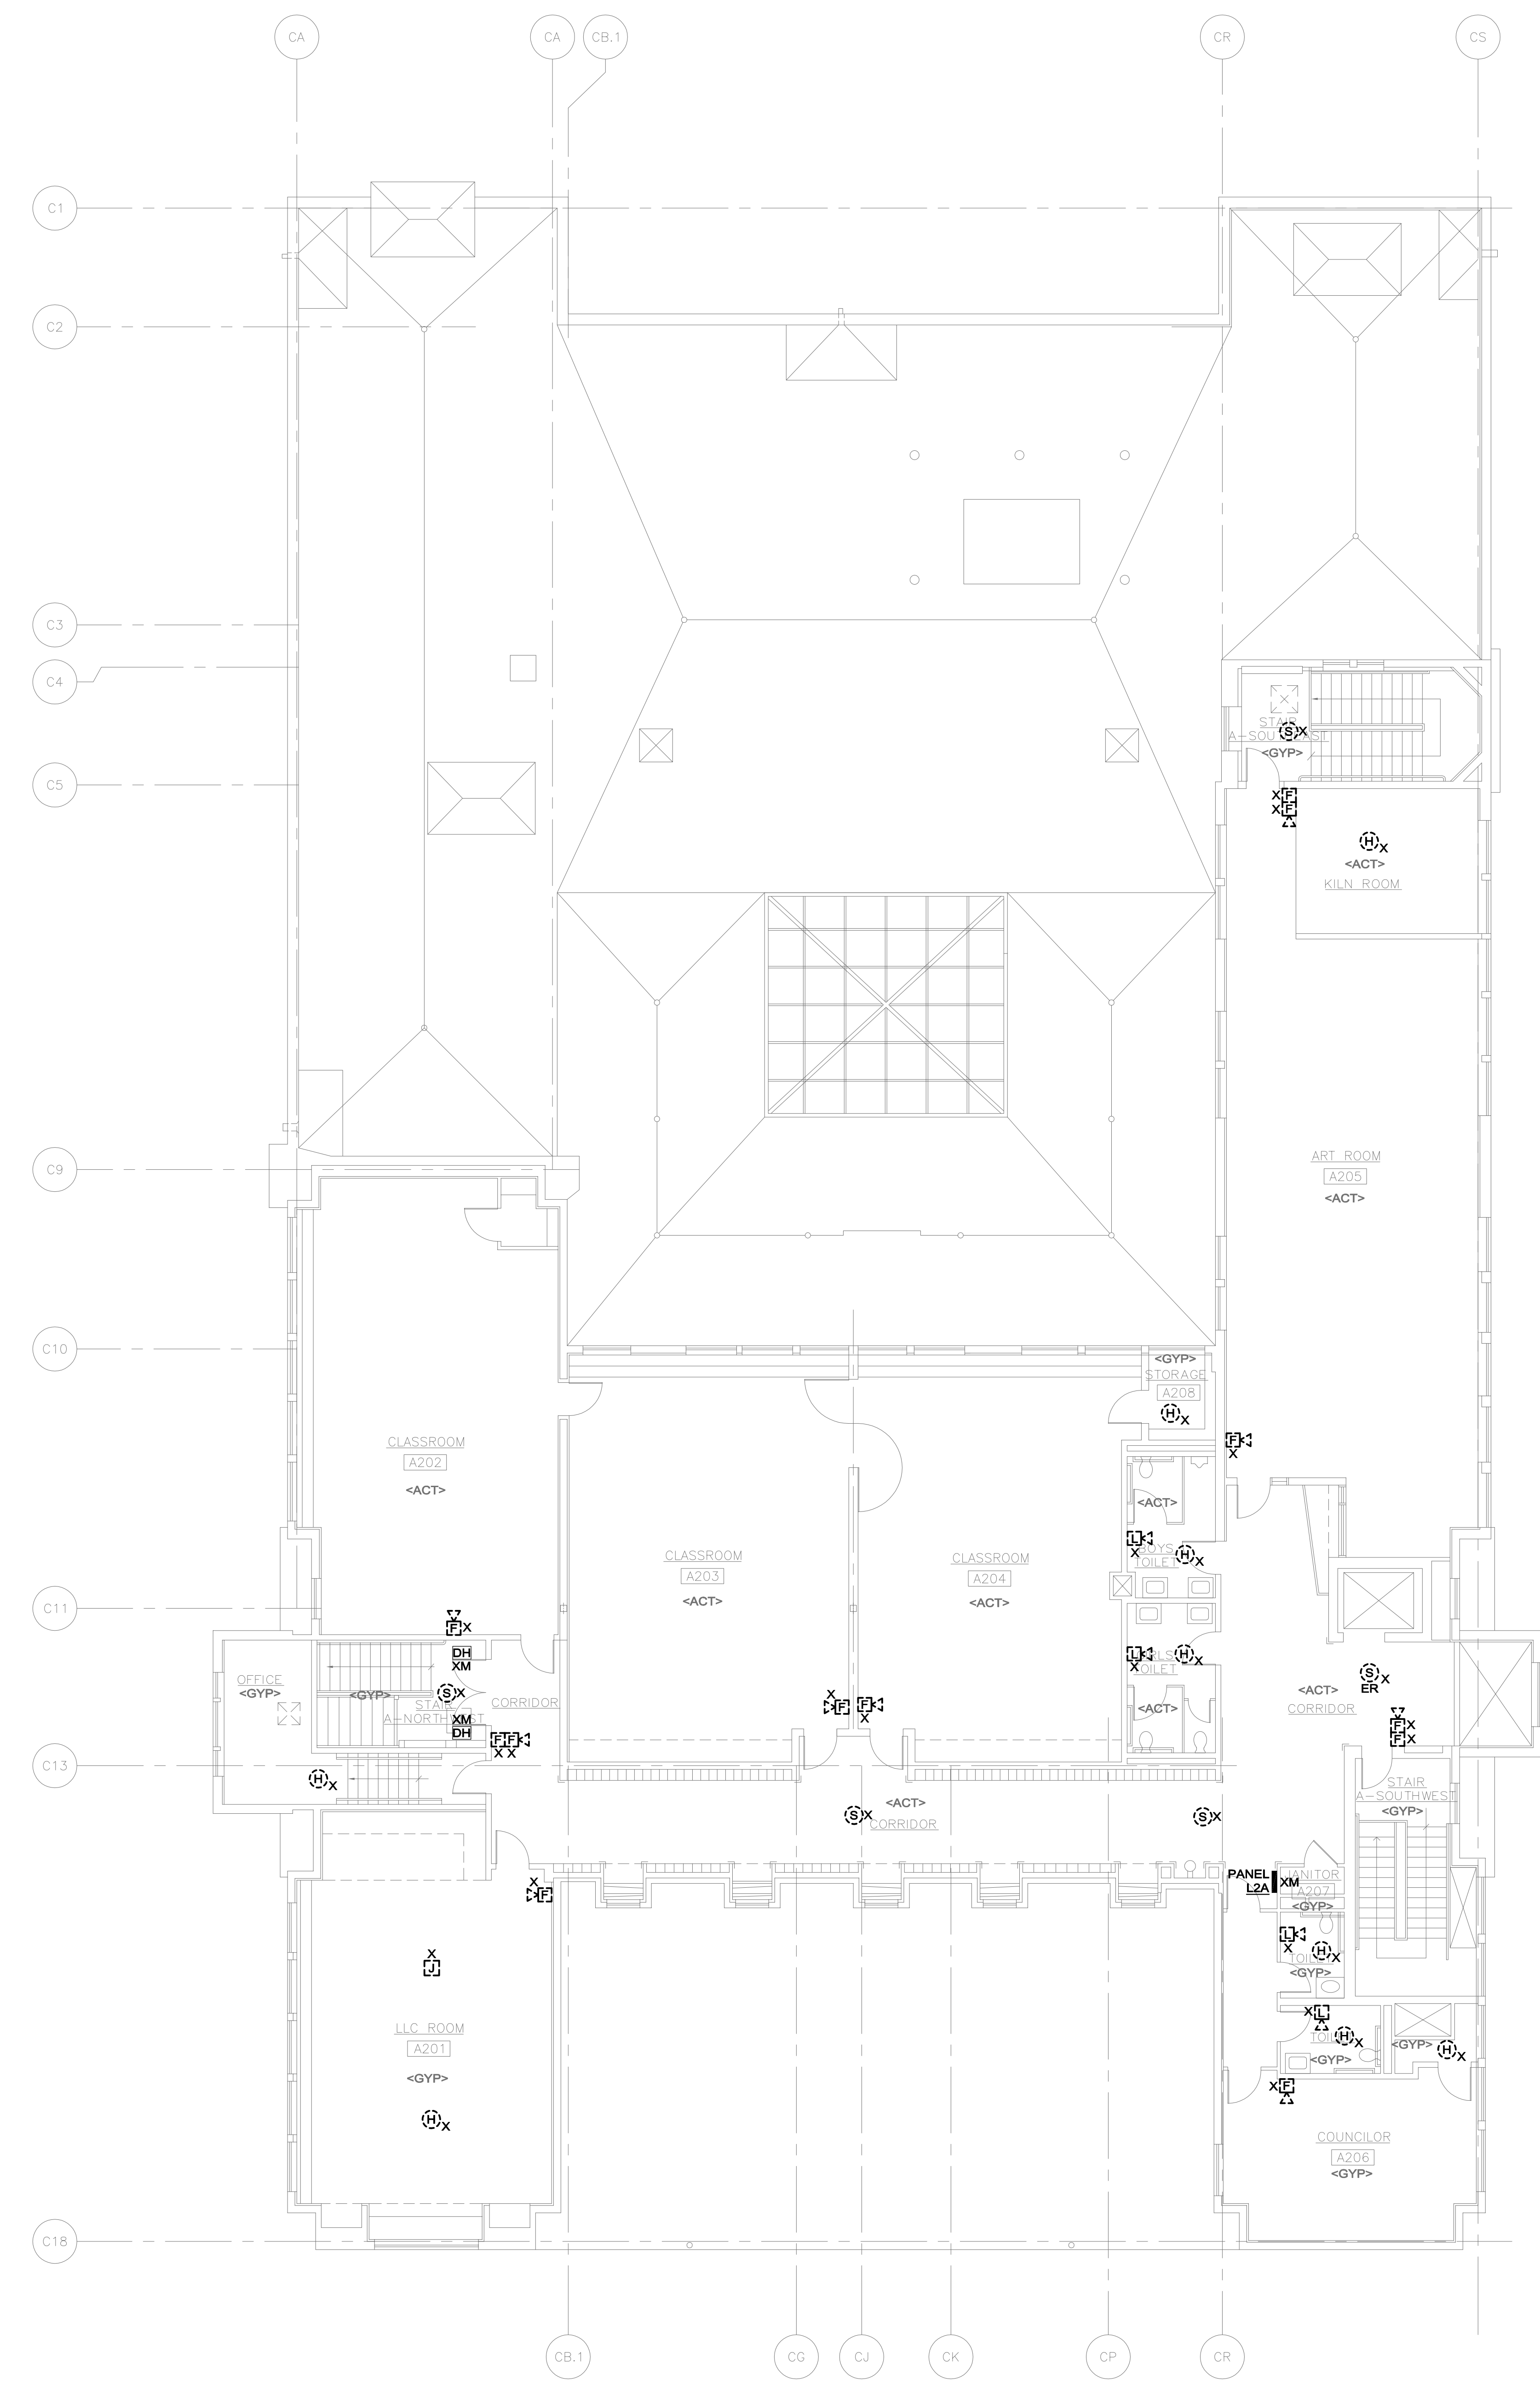 CA
CA
CB.1
CR
CS
C1
C2
C3
C4
C5
C9
C10
C11
C13
C18
STAIR
A-SOUTHEAST
S X
<GYP>
X F
X F
H X
<ACT>
KILN ROOM
ART ROOM
A205
<ACT>
<GYP>
STORAGE
A208
H X
F
X
CLASSROOM
A202
<ACT>
CLASSROOM
A203
<ACT>
CLASSROOM
A204
<ACT>
<ACT>
L
X
BOYS
TOILET
H X
L
X
GIRLS
TOILET
H X
<ACT>
F X
DH
XM
OFFICE
<GYP>
<GYP>
S X
STAIR
A-NORTHWEST
CORRIDOR
XM
DH
F F
X X
X
F
F
X
S
ER
<ACT>
CORRIDOR
F X
F X
H X
STAIR
A-SOUTHWEST
<GYP>
S X
<ACT>
CORRIDOR
S X
PANEL
L2A
XM
JANITOR
A207
<GYP>
X
F
L
X
H X
TOILET
<GYP>
X
J
X L
H X
TOILET
<GYP>
<GYP>
H X
LLC ROOM
A201
<GYP>
X F
H X
COUNCILOR
A206
<GYP>
CB.1
CG
CJ
CK
CP
CR